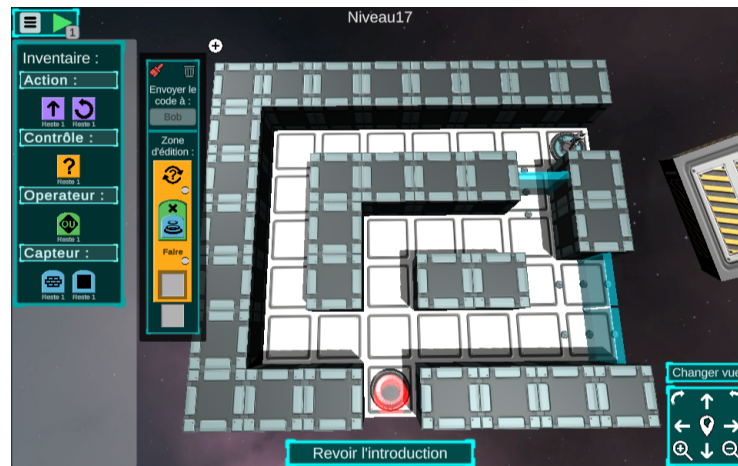 Niveau17
1
Inventaire :
Action :
Reste 1
Reste 1
Contrôle :
?
Reste 1
Operateur :
OU
Reste 1
Capteur :
Reste 1
Reste 1
Envoyer le
code à :
Bob
Zone
d'édition :
?
Faire
Changer vue
Revoir l'introduction